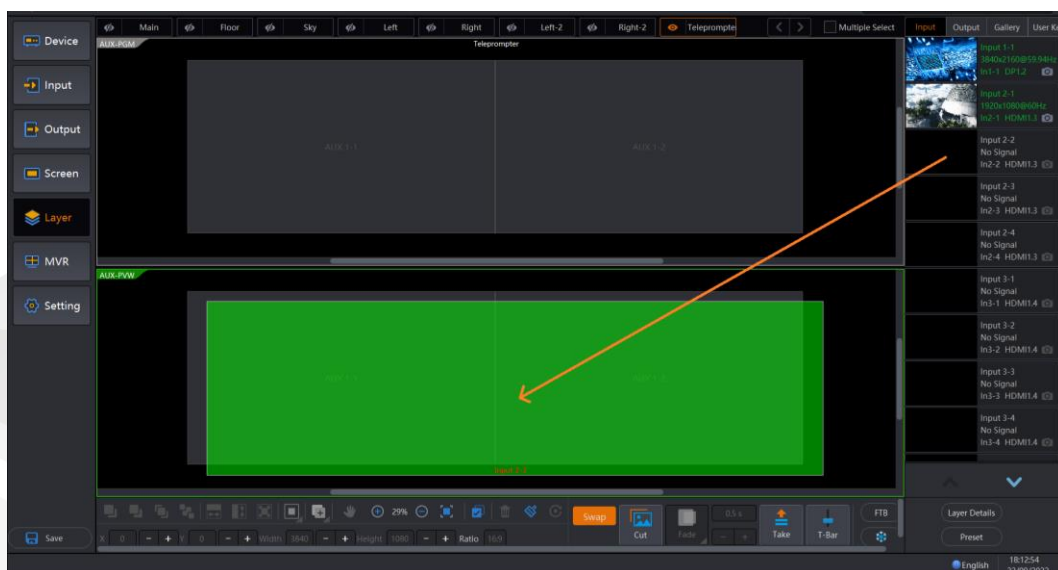 Main
Floor
Sky
Left
Right
Left-2
Right-2
Teleprompte
Multiple Select
Input
Output
Gallery
User K
Device
Input
Output
Screen
Layer
MVR
Setting
Save
AUX-PGM
Teleprompter
AUX 1-1
AUX 1-2
AUX-PVW
AUX 1-1
Input 2-2
Input 1-1
3840x2160@59.94Hz
In1-1 DP1.2
Input 2-1
1920x1080@60Hz
In2-1 HDMI1.3
Input 2-2
No Signal
In2-2 HDMI1.3
Input 2-3
No Signal
In2-3 HDMI1.3
Input 2-4
No Signal
In2-4 HDMI1.3
Input 3-1
No Signal
In3-1 HDMI1.4
Input 3-2
No Signal
In3-2 HDMI1.4
Input 3-3
No Signal
In3-3 HDMI1.4
Input 3-4
No Signal
In3-4 HDMI1.4
29%
Swap
Cut
Fade
0.5 s
- +
Take
T-Bar
FTB
Layer Details
Preset
X 0 - + Y 0 - + Width 3840 - + Height 1080 - + Ratio 16:9
English
18:12:54